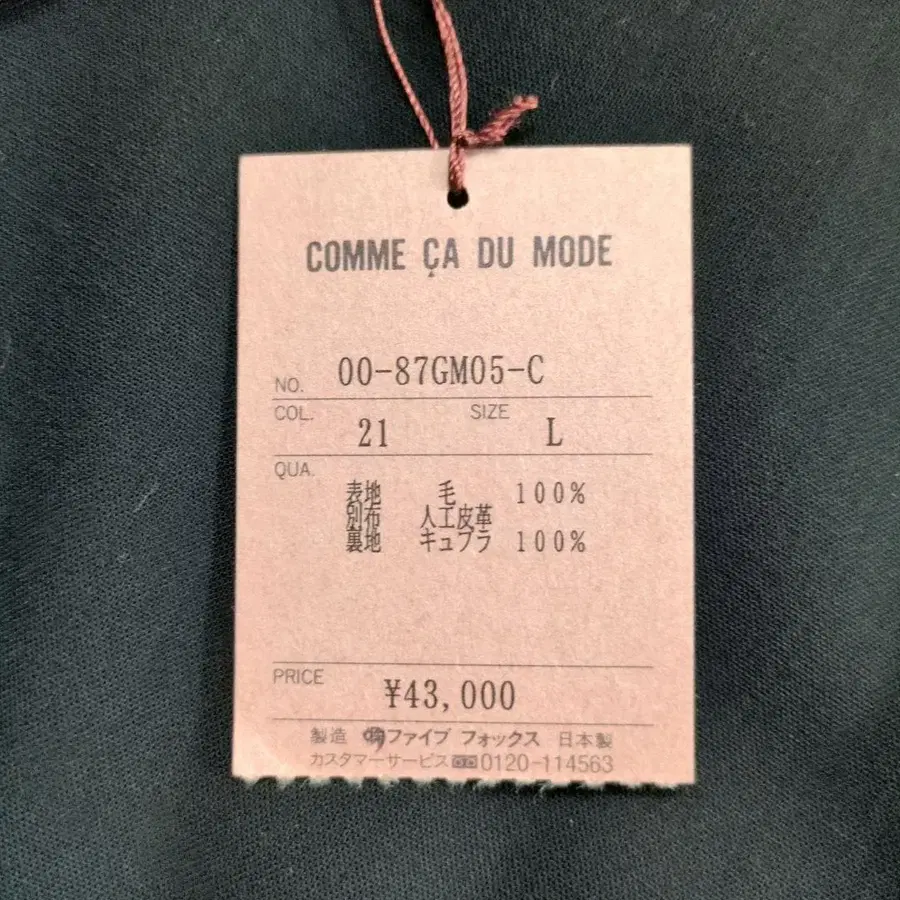 COMME ÇA DU MODE
NO. 00-87GM05-C
COL. 21 SIZE L
QUA.
表地 毛 100%
別布 人工皮革
裏地 キュプラ 100%
PRICE ¥43,000
製造 ファイブ フォックス 日本製
カスタマーサービス 0120-114563